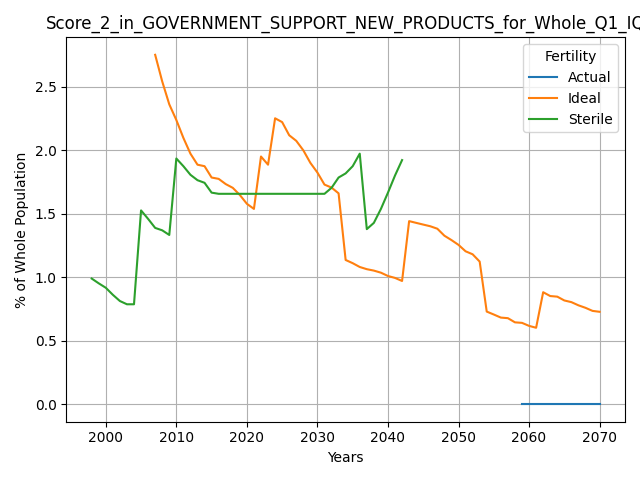 Score_2_in_GOVERNMENT_SUPPORT_NEW_PRODUCTS_for_Whole_Q1_IQ
Fertility
Actual
Ideal
Sterile
% of Whole Population
2.5
2.0
1.5
1.0
0.5
0.0
2000 2010 2020 2030 2040 2050 2060 2070
Years